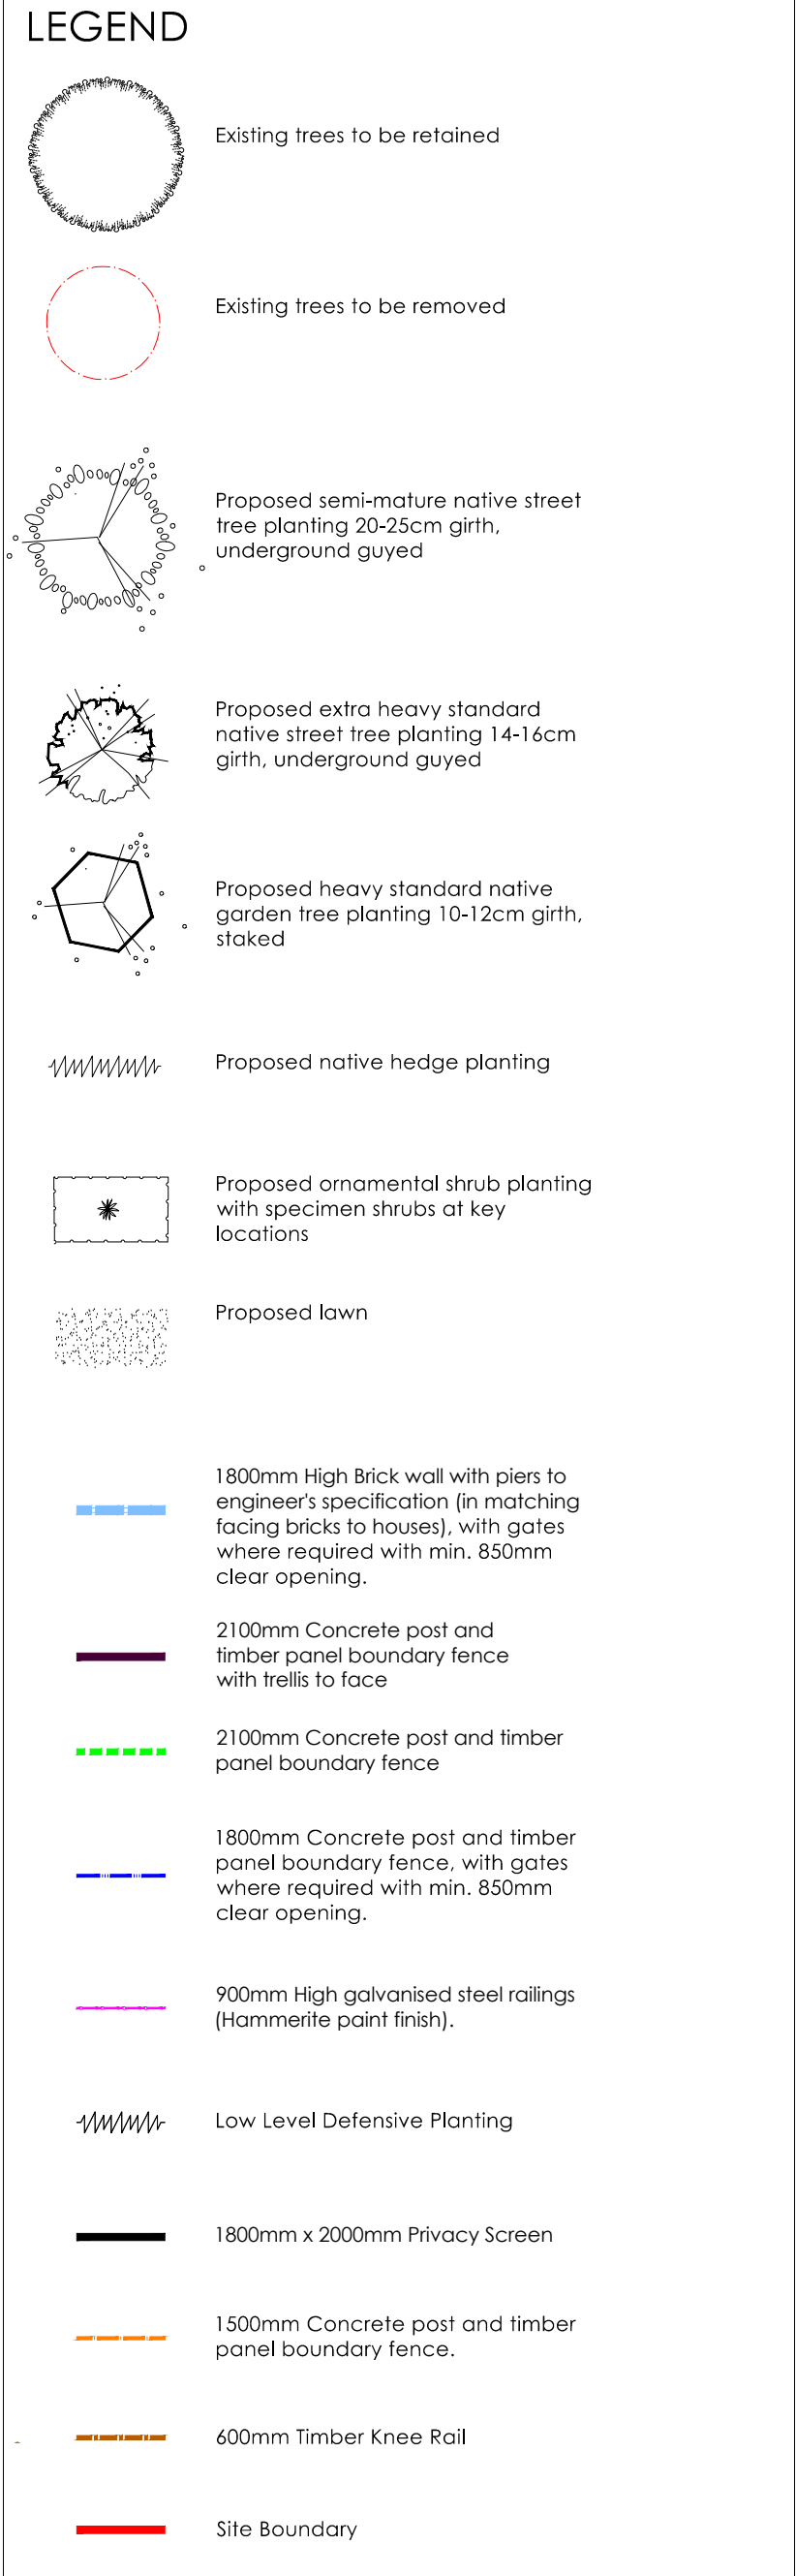 LEGEND
Existing trees to be retained
Existing trees to be removed
Proposed semi-mature native street
tree planting 20-25cm girth,
underground guyed
Proposed extra heavy standard
native street tree planting 14-16cm
girth, underground guyed
Proposed heavy standard native
garden tree planting 10-12cm girth,
staked
Proposed native hedge planting
Proposed ornamental shrub planting
with specimen shrubs at key
locations
Proposed lawn
1800mm High Brick wall with piers to
engineer's specification (in matching
facing bricks to houses), with gates
where required with min. 850mm
clear opening.
2100mm Concrete post and
timber panel boundary fence
with trellis to face
2100mm Concrete post and timber
panel boundary fence
1800mm Concrete post and timber
panel boundary fence, with gates
where required with min. 850mm
clear opening.
900mm High galvanised steel railings
(Hammerite paint finish).
Low Level Defensive Planting
1800mm x 2000mm Privacy Screen
1500mm Concrete post and timber
panel boundary fence.
600mm Timber Knee Rail
Site Boundary